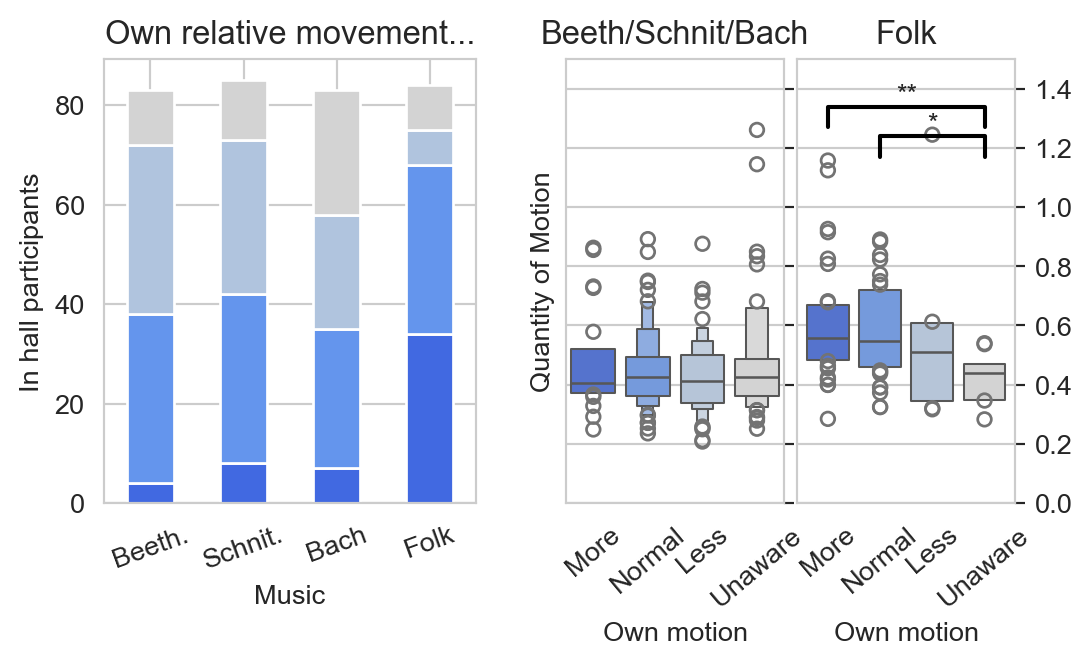 Own relative movement...
In hall participants
80
60
40
20
0
Beeth.
Schnit.
Bach
Folk
Music
Beeth/Schnit/Bach
Folk
Quantity of Motion
**
*
1.4
1.2
1.0
0.8
0.6
0.4
0.2
0.0
More
Normal
Less
Unaware
More
Normal
Less
Unaware
Own motion
Own motion